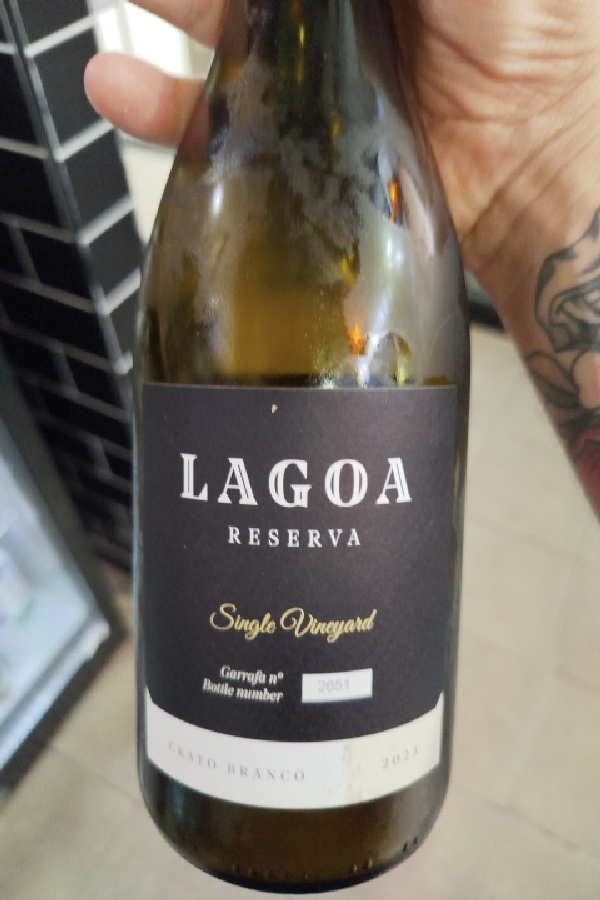 LAGOA
RESERVA
Single Vineyard
Garrafa nº
Bottle number 2651
CRATO BRANCO 2023